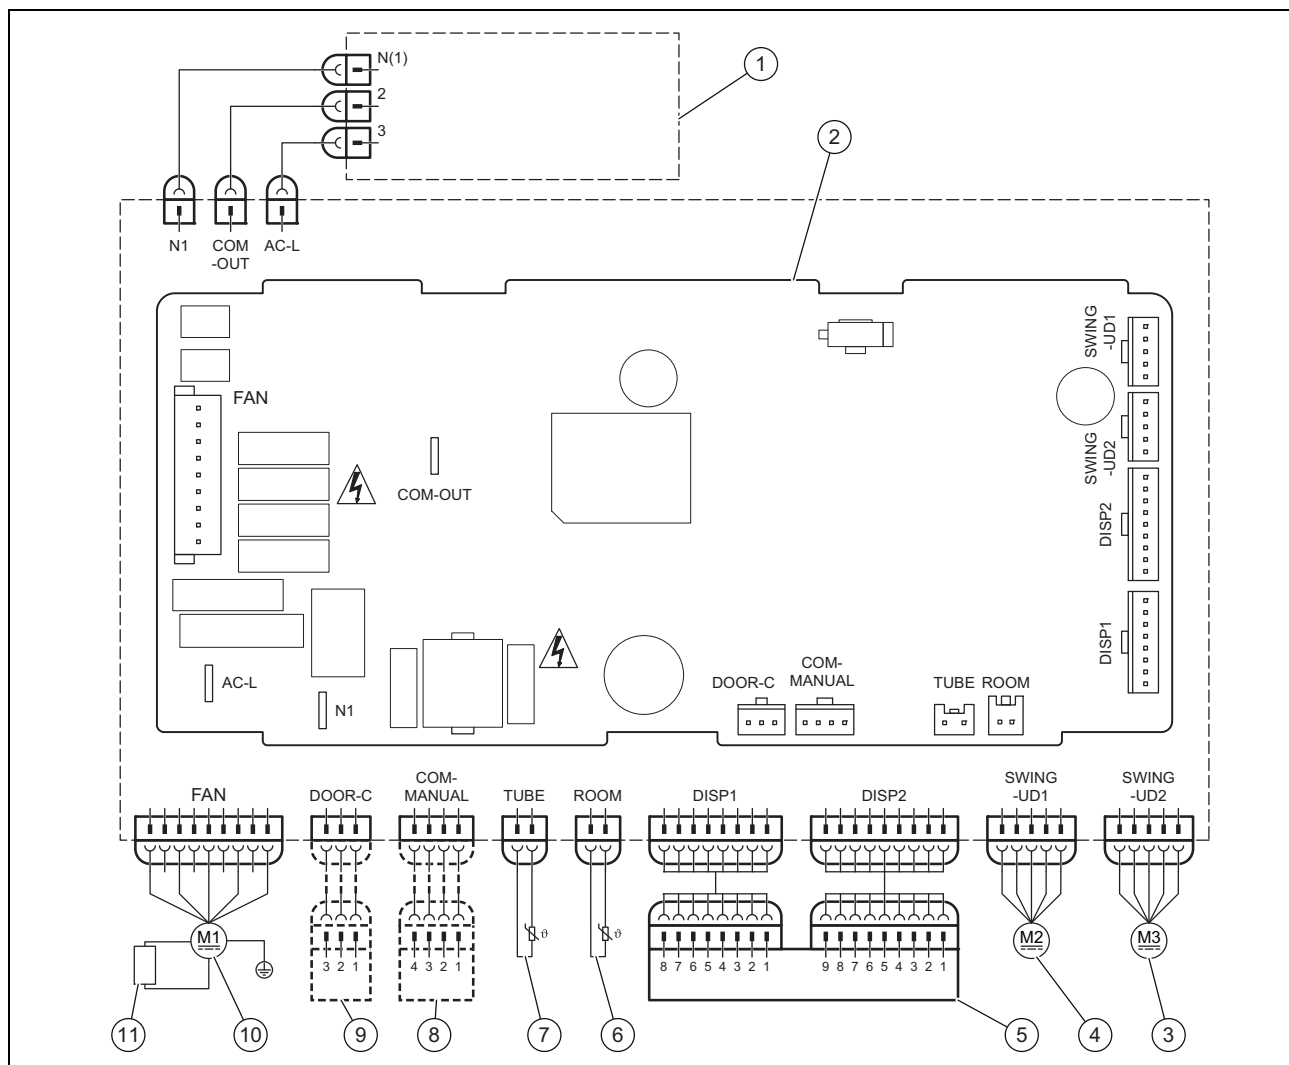 N(1)
1
2
3
2
N1
COM
-OUT
AC-L
SWING
-UD1
FAN
SWING
-UD2
COM-OUT
DISP2
DISP1
AC-L
N1
DOOR-C
COM-
MANUAL
TUBE
ROOM
FAN
DOOR-C
COM-
MANUAL
TUBE
ROOM
DISP1
DISP2
SWING
-UD1
SWING
-UD2
M1
3 2 1
4 3 2 1
ϑ
ϑ
8 7 6 5 4 3 2 1
9 8 7 6 5 4 3 2 1
M2
M3
11
10
9
8
7
6
5
4
3